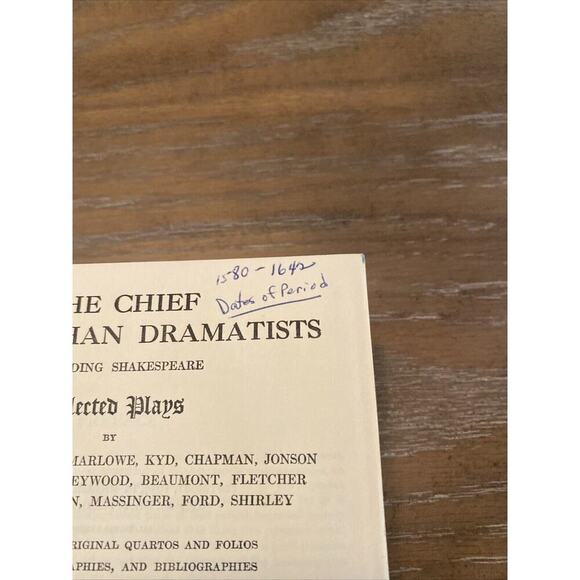 1580-1642
Dates of Period
HE CHIEF
HAN DRAMATISTS
DING SHAKESPEARE
lected Plays
BY
MARLOWE, KYD, CHAPMAN, JONSON
EYWOOD, BEAUMONT, FLETCHER
N, MASSINGER, FORD, SHIRLEY
RIGINAL QUARTOS AND FOLIOS
APHIES, AND BIBLIOGRAPHIES